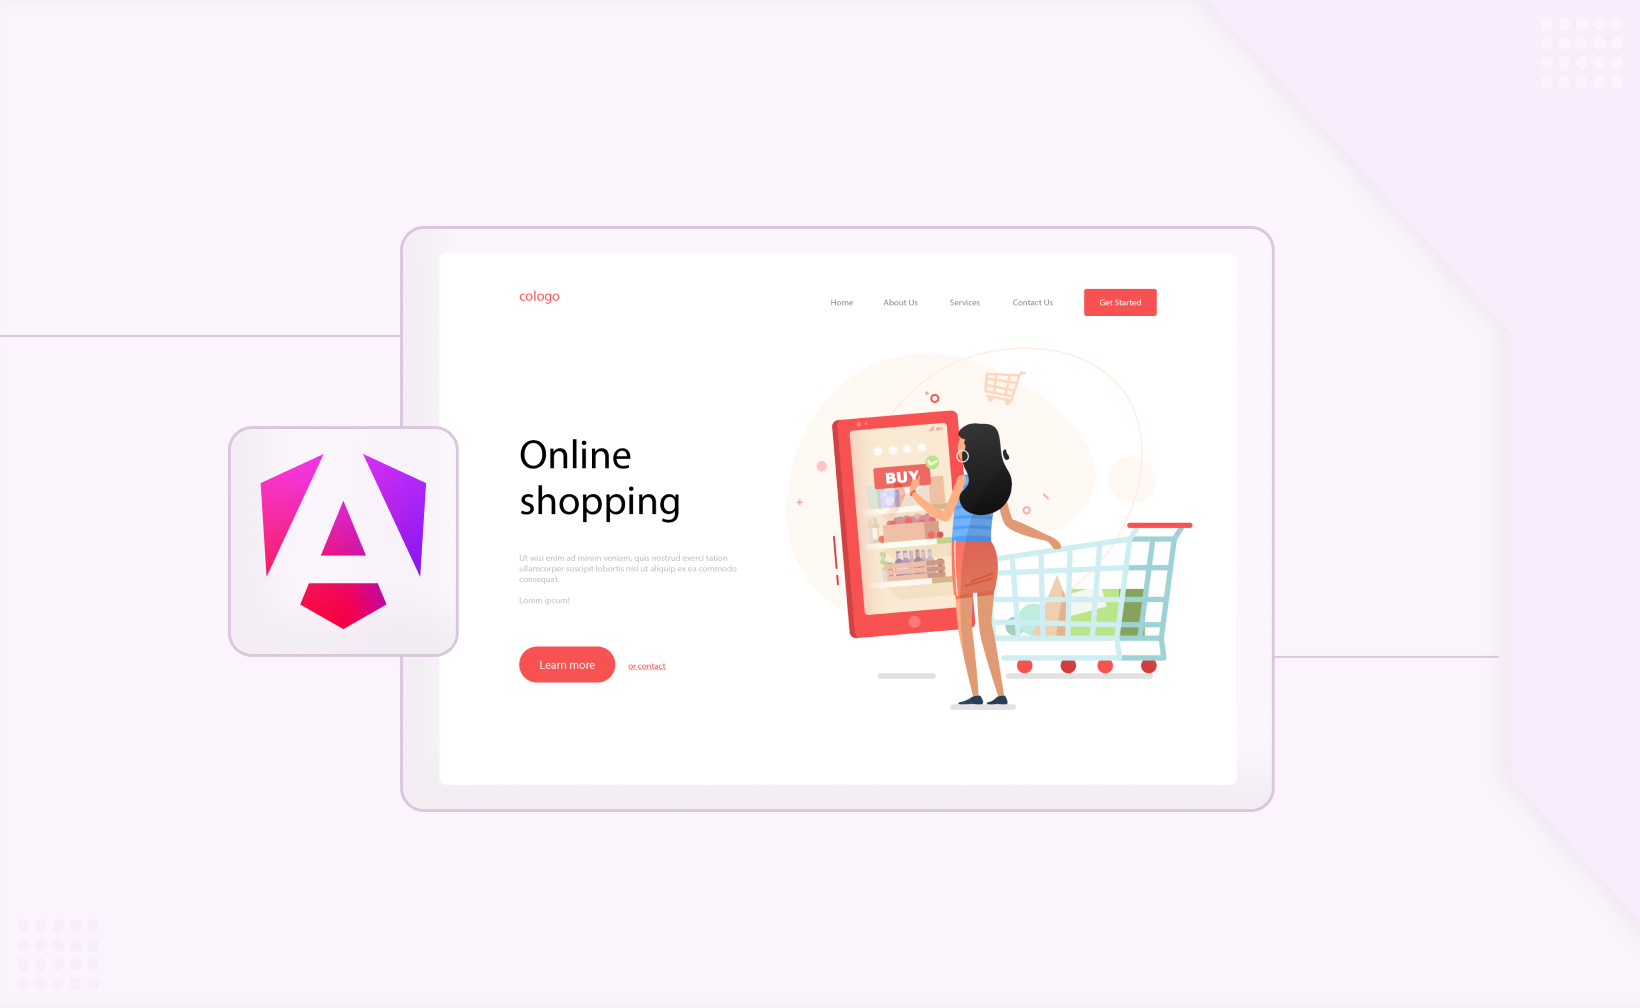 cologo
Home About Us Services Contact Us Get Started
Online
shopping
BUY
Ut wisi enim ad minim veniam, quis nostrud exerci tation
ullamcorper suscipit lobortis nisl ut aliquip ex ea commodo
consequat.
Lorem ipsum!
Learn more or contact